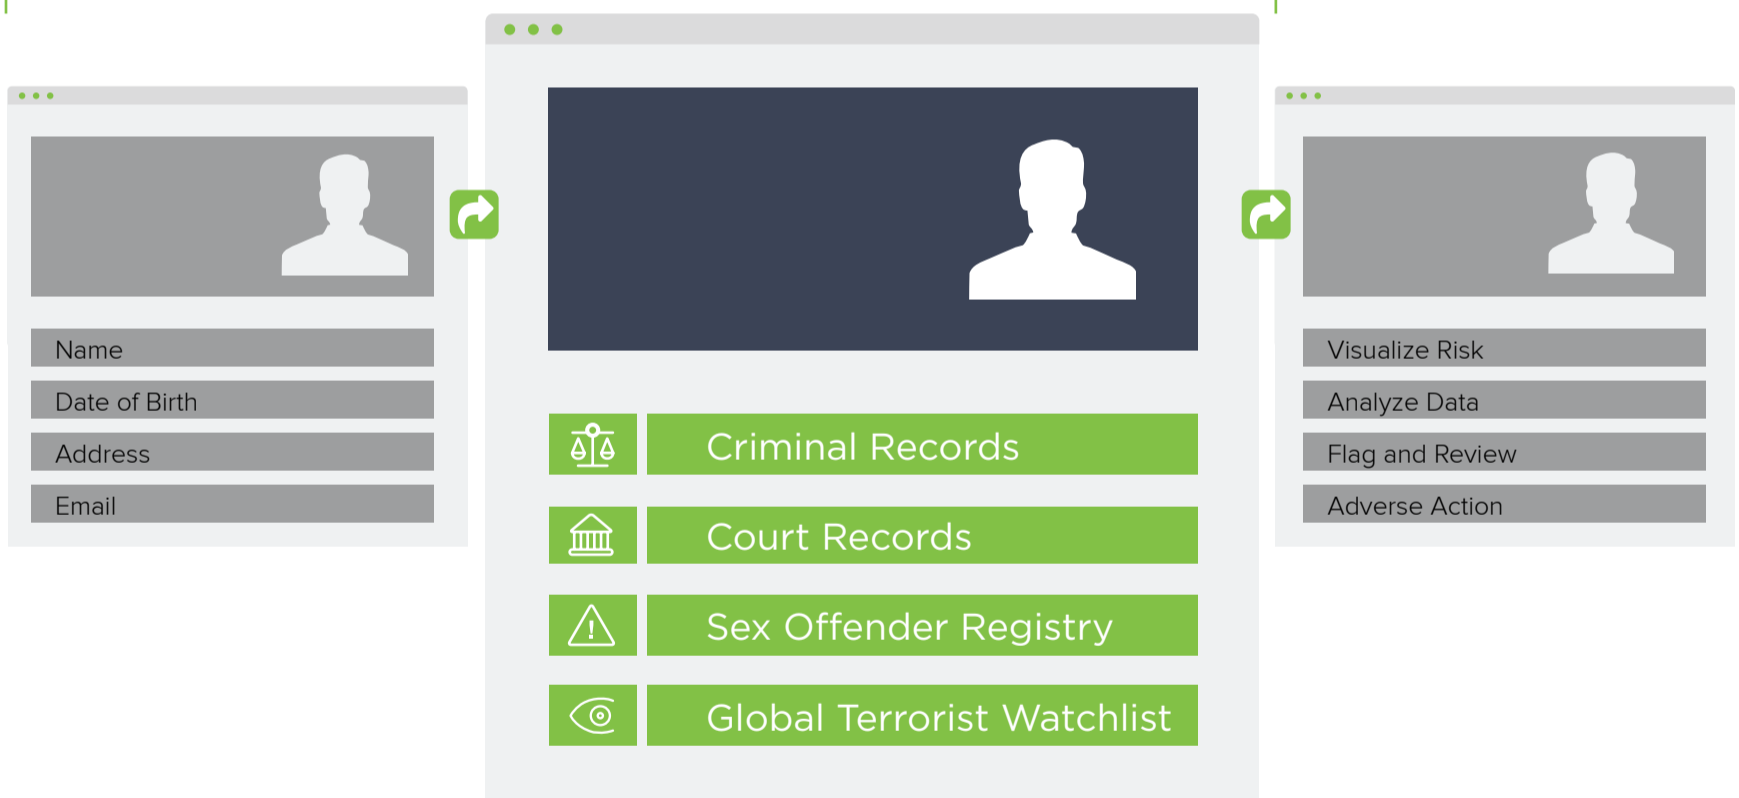 Name
Date of Birth
Address
Email
Criminal Records
Court Records
Sex Offender Registry
Global Terrorist Watchlist
Visualize Risk
Analyze Data
Flag and Review
Adverse Action